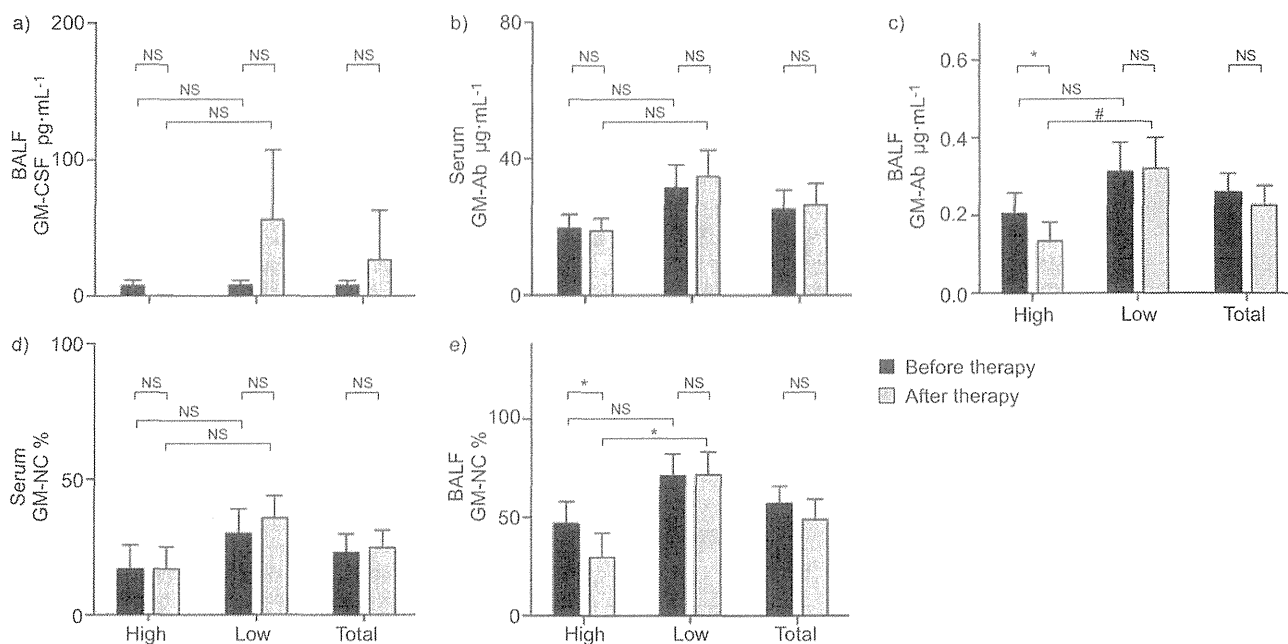 a)
200
100
0
BALF
GM-CSF pg·mL⁻¹
NS
NS
NS
NS
NS
b)
80
40
0
Serum
GM-Ab µg·mL⁻¹
NS
NS
NS
NS
NS
c)
0.6
0.4
0.2
0.0
BALF
GM-Ab µg·mL⁻¹
*
NS
NS
NS
#
High Low Total
d)
100
50
0
Serum
GM-NC %
NS
NS
NS
NS
NS
High Low Total
e)
100
50
0
BALF
GM-NC %
*
NS
NS
NS
*
High Low Total
Before therapy
After therapy